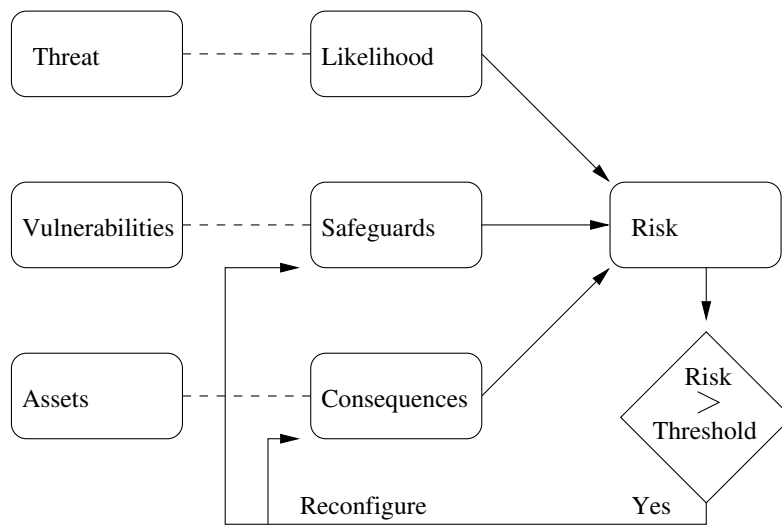 Threat
Likelihood
Vulnerabilities
Safeguards
Risk
Assets
Consequences
Risk
>
Threshold
Reconfigure
Yes